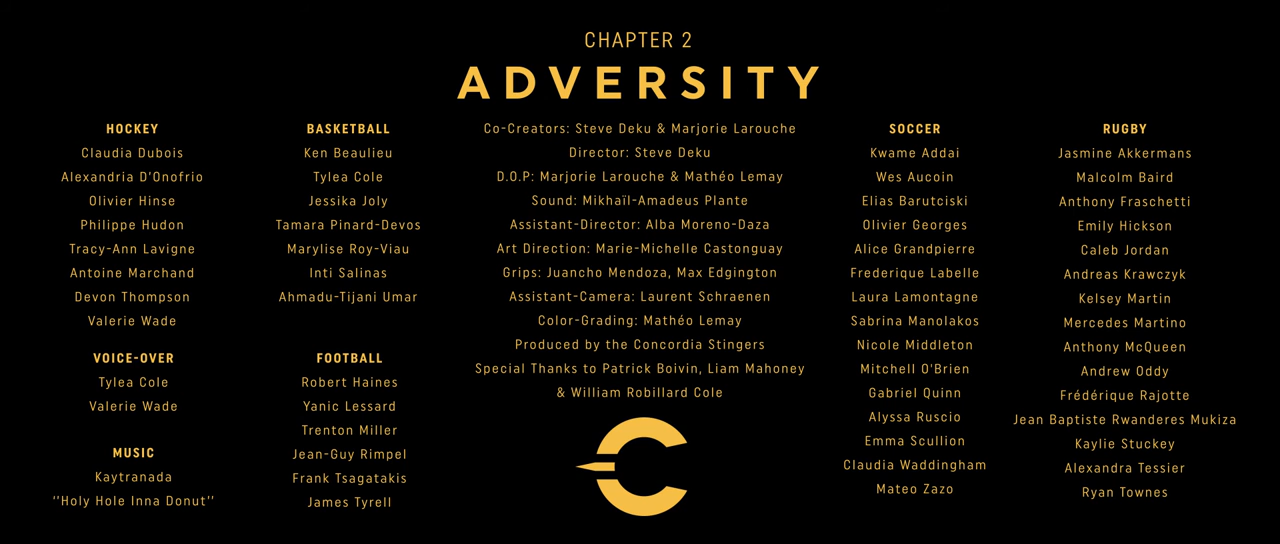 CHAPTER 2
ADVERSITY
HOCKEY
Claudia Dubois
Alexandria D'Onofrio
Olivier Hinse
Philippe Hudon
Tracy-Ann Lavigne
Antoine Marchand
Devon Thompson
Valerie Wade
VOICE-OVER
Tylea Cole
Valerie Wade
MUSIC
Kaytranada
''Holy Hole Inna Donut''
BASKETBALL
Ken Beaulieu
Tylea Cole
Jessika Joly
Tamara Pinard-Devos
Marylise Roy-Viau
Inti Salinas
Ahmadu-Tijani Umar
FOOTBALL
Robert Haines
Yanic Lessard
Trenton Miller
Jean-Guy Rimpel
Frank Tsagatakis
James Tyrell
Co-Creators: Steve Deku & Marjorie Larouche
Director: Steve Deku
D.O.P: Marjorie Larouche & Mathéo Lemay
Sound: Mikhaïl-Amadeus Plante
Assistant-Director: Alba Moreno-Daza
Art Direction: Marie-Michelle Castonguay
Grips: Juancho Mendoza, Max Edgington
Assistant-Camera: Laurent Schraenen
Color-Grading: Mathéo Lemay
Produced by the Concordia Stingers
Special Thanks to Patrick Boivin, Liam Mahoney
& William Robillard Cole
SOCCER
Kwame Addai
Wes Aucoin
Elias Barutciski
Olivier Georges
Alice Grandpierre
Frederique Labelle
Laura Lamontagne
Sabrina Manolakos
Nicole Middleton
Mitchell O'Brien
Gabriel Quinn
Alyssa Ruscio
Emma Scullion
Claudia Waddingham
Mateo Zazo
RUGBY
Jasmine Akkermans
Malcolm Baird
Anthony Fraschetti
Emily Hickson
Caleb Jordan
Andreas Krawczyk
Kelsey Martin
Mercedes Martino
Anthony McQueen
Andrew Oddy
Frédérique Rajotte
Jean Baptiste Rwanderes Mukiza
Kaylie Stuckey
Alexandra Tessier
Ryan Townes